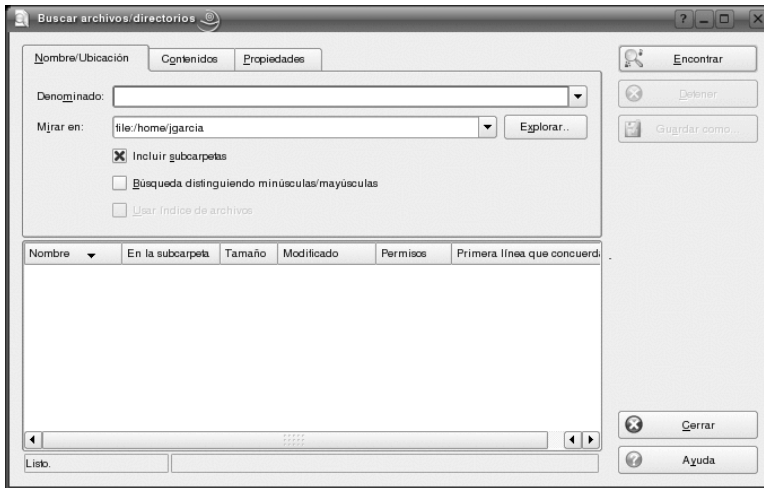 Buscar archivos/directorios
?
Nombre/Ubicación Contenidos Propiedades
Denominado:
Mirar en: file:/home/jgarcia Explorar..
Incluir subcarpetas
Búsqueda distinguiendo minúsculas/mayúsculas
Usar índice de archivos
Encontrar
Detener
Guardar como...
Nombre En la subcarpeta Tamaño Modificado Permisos Primera línea que concuerda
Cerrar
Ayuda
Listo.